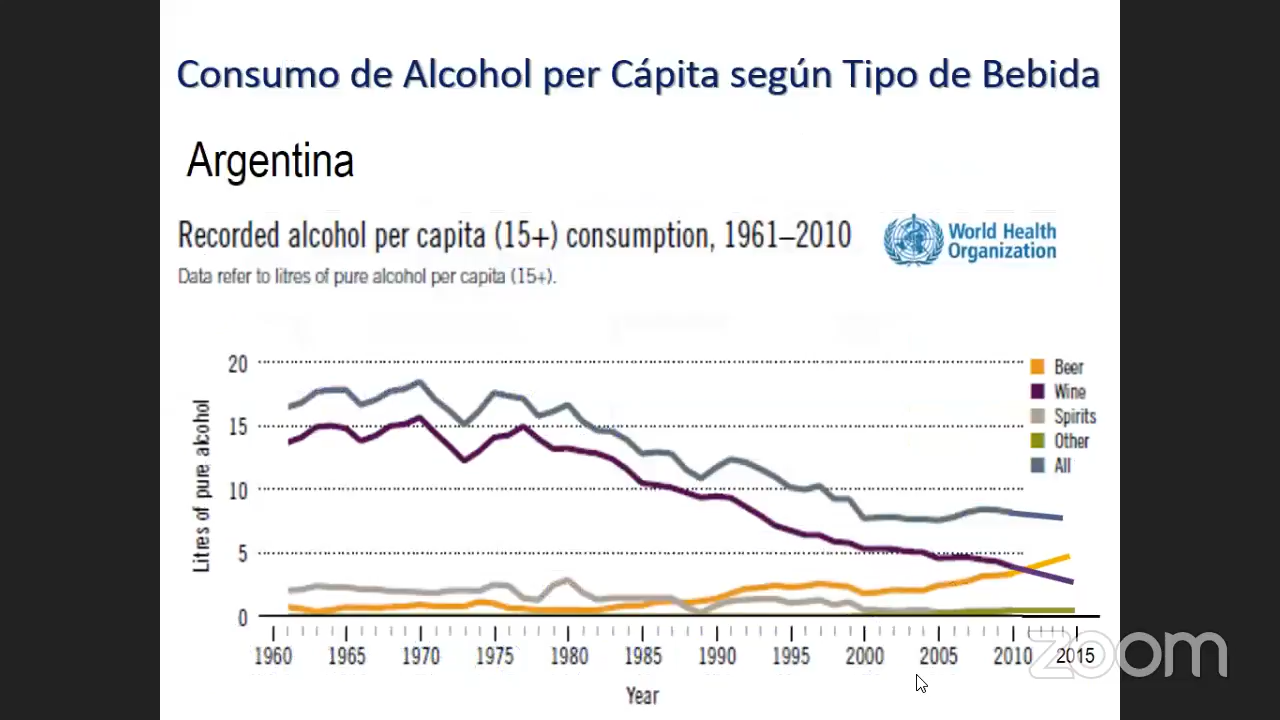 Consumo de Alcohol per Cápita según Tipo de Bebida
Argentina
Recorded alcohol per capita (15+) consumption, 1961–2010
World Health
Organization
Data refer to litres of pure alcohol per capita (15+).
Litres of pure alcohol
20
15
10
5
0
Beer
Wine
Spirits
Other
All
1960 1965 1970 1975 1980 1985 1990 1995 2000 2005 2010 2015
Year
zoom